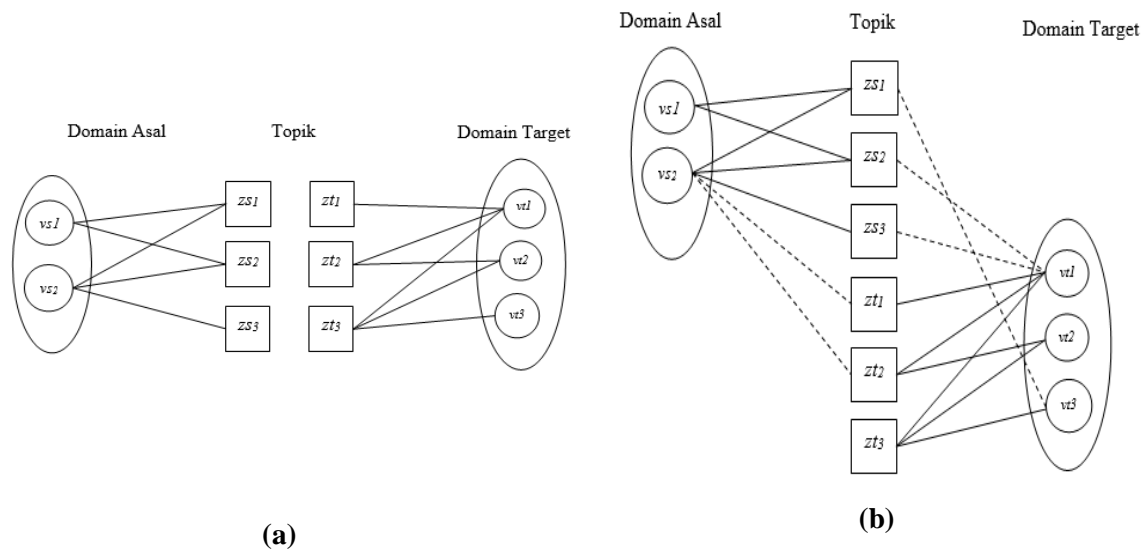 Domain Asal
Topik
Domain Target
vs1
vs2
zs1
zs2
zs3
zt1
zt2
zt3
vt1
vt2
vt3
(a)
Domain Asal
Topik
Domain Target
vs1
vs2
zs1
zs2
zs3
zt1
zt2
zt3
vt1
vt2
vt3
(b)